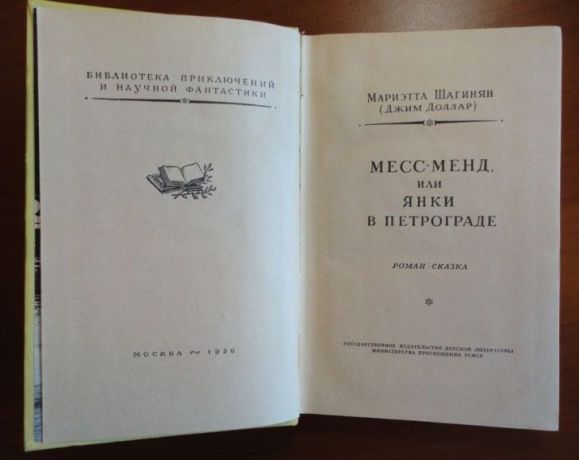 БИБЛИОТЕКА ПРИКЛЮЧЕНИЙ
И НАУЧНОЙ ФАНТАСТИКИ
МОСКВА ~ 1956
МАРИЭТТА ШАГИНЯН
(ДЖИМ ДОЛЛАР)
МЕСС-МЕНД,
ИЛИ
ЯНКИ
В ПЕТРОГРАДЕ
РОМАН-СКАЗКА
ГОСУДАРСТВЕННОЕ ИЗДАТЕЛЬСТВО ДЕТСКОЙ ЛИТЕРАТУРЫ
МИНИСТЕРСТВА ПРОСВЕЩЕНИЯ РСФСР